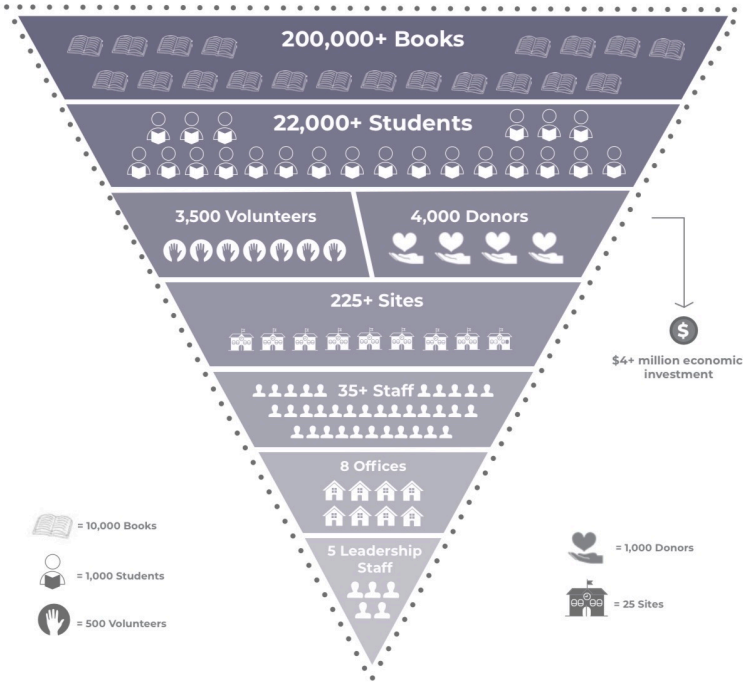 200,000+ Books
22,000+ Students
3,500 Volunteers
4,000 Donors
225+ Sites
$
$4+ million economic
investment
35+ Staff
8 Offices
5 Leadership
Staff
= 10,000 Books
= 1,000 Students
= 500 Volunteers
= 1,000 Donors
= 25 Sites